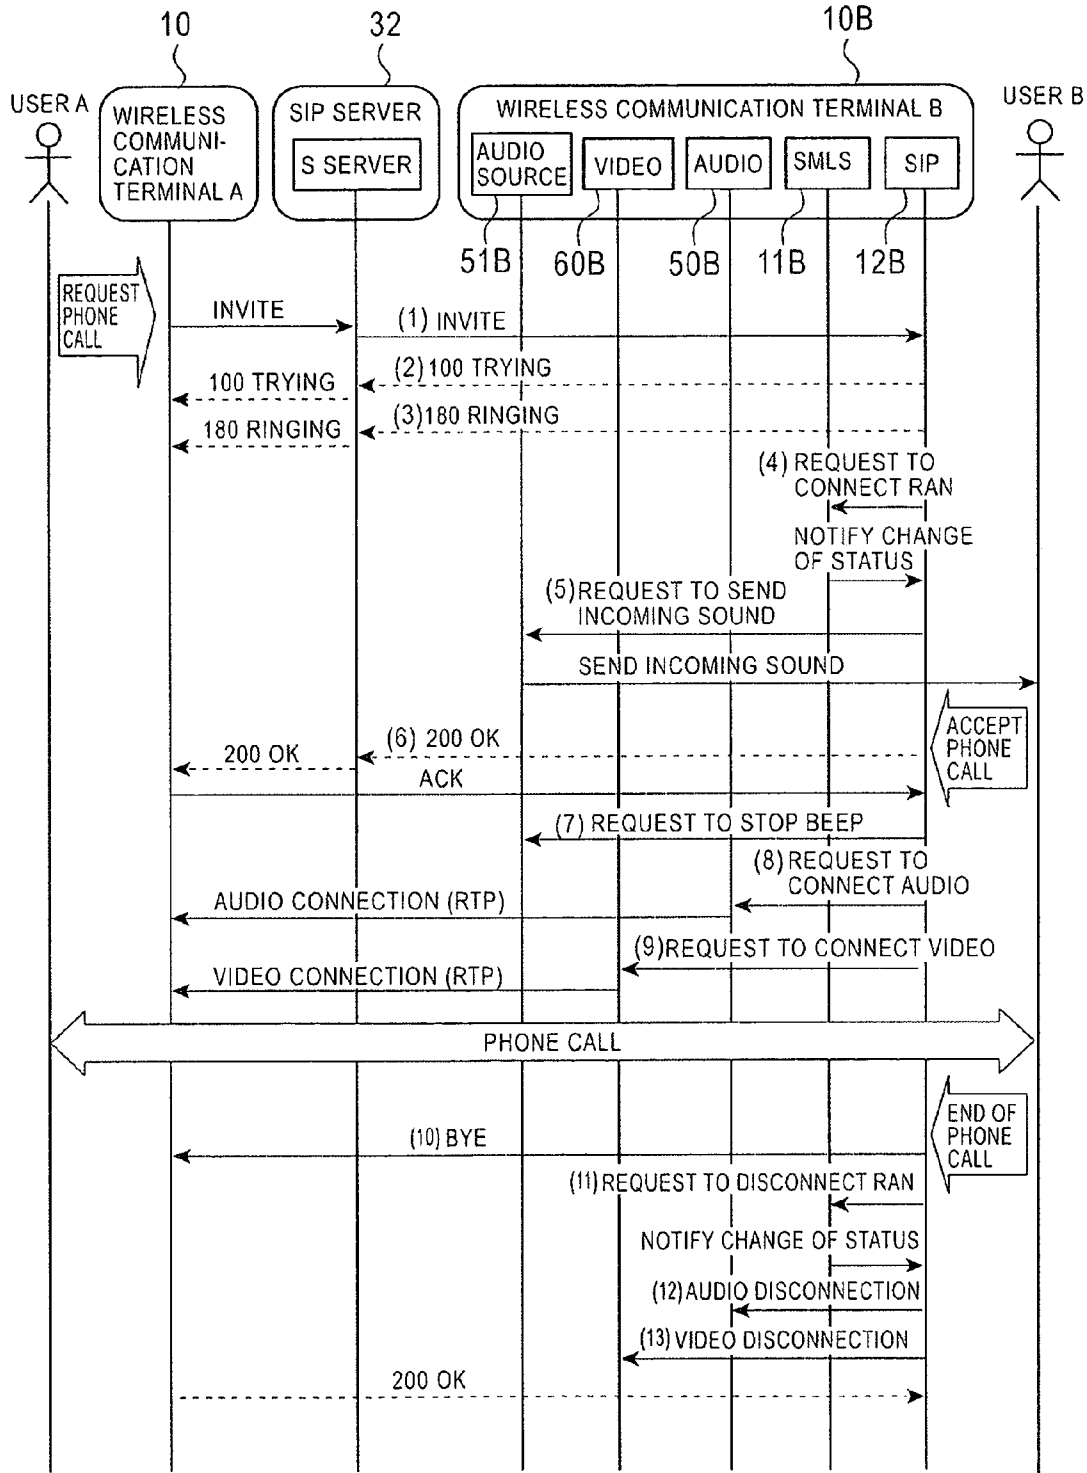 10
32
10B
USER A
WIRELESS
COMMUNI-
CATION
TERMINAL A
SIP SERVER
S SERVER
WIRELESS COMMUNICATION TERMINAL B
AUDIO
SOURCE
VIDEO
AUDIO
SMLS
SIP
USER B
51B
60B
50B
11B
12B
REQUEST
PHONE
CALL
INVITE
(1) INVITE
(2) 100 TRYING
100 TRYING
(3) 180 RINGING
180 RINGING
(4) REQUEST TO
CONNECT RAN
NOTIFY CHANGE
OF STATUS
(5) REQUEST TO SEND
INCOMING SOUND
SEND INCOMING SOUND
ACCEPT
PHONE
CALL
(6) 200 OK
200 OK
ACK
(7) REQUEST TO STOP BEEP
(8) REQUEST TO
CONNECT AUDIO
AUDIO CONNECTION (RTP)
(9) REQUEST TO CONNECT VIDEO
VIDEO CONNECTION (RTP)
PHONE CALL
END OF
PHONE
CALL
(10) BYE
(11) REQUEST TO DISCONNECT RAN
NOTIFY CHANGE OF STATUS
(12) AUDIO DISCONNECTION
(13) VIDEO DISCONNECTION
200 OK